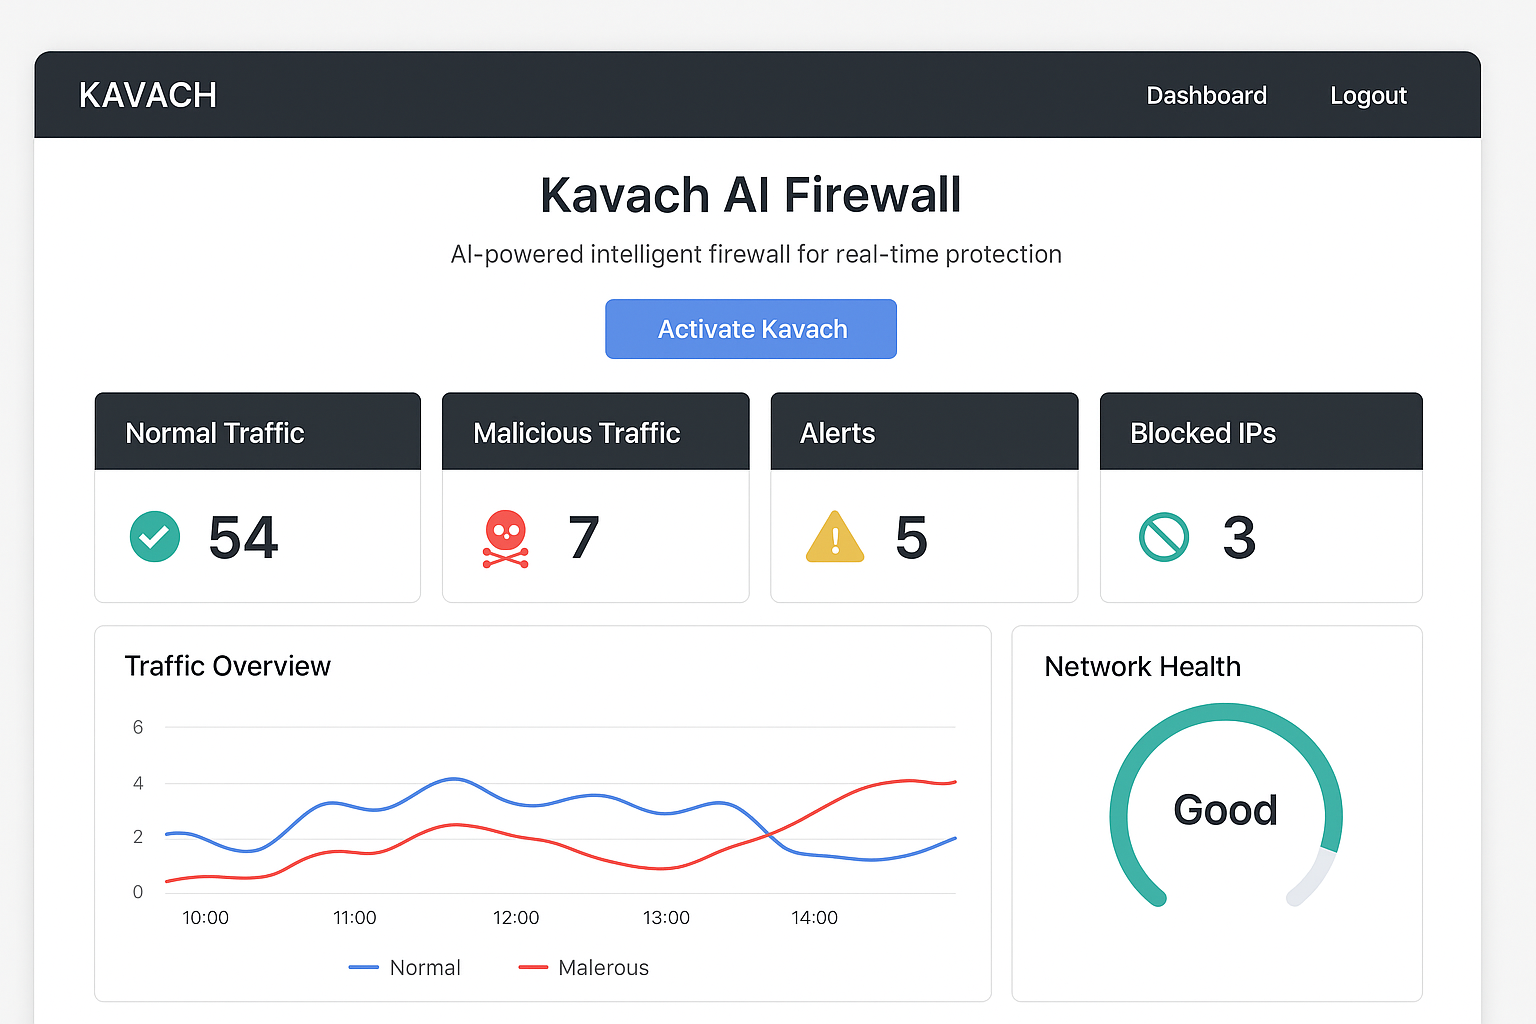 KAVACH
Dashboard
Logout
Kavach AI Firewall
AI-powered intelligent firewall for real-time protection
Activate Kavach
Normal Traffic
54
Malicious Traffic
7
Alerts
5
Blocked IPs
3
Traffic Overview
6
4
2
0
10:00 11:00 12:00 13:00 14:00
Normal Malerous
Network Health
Good